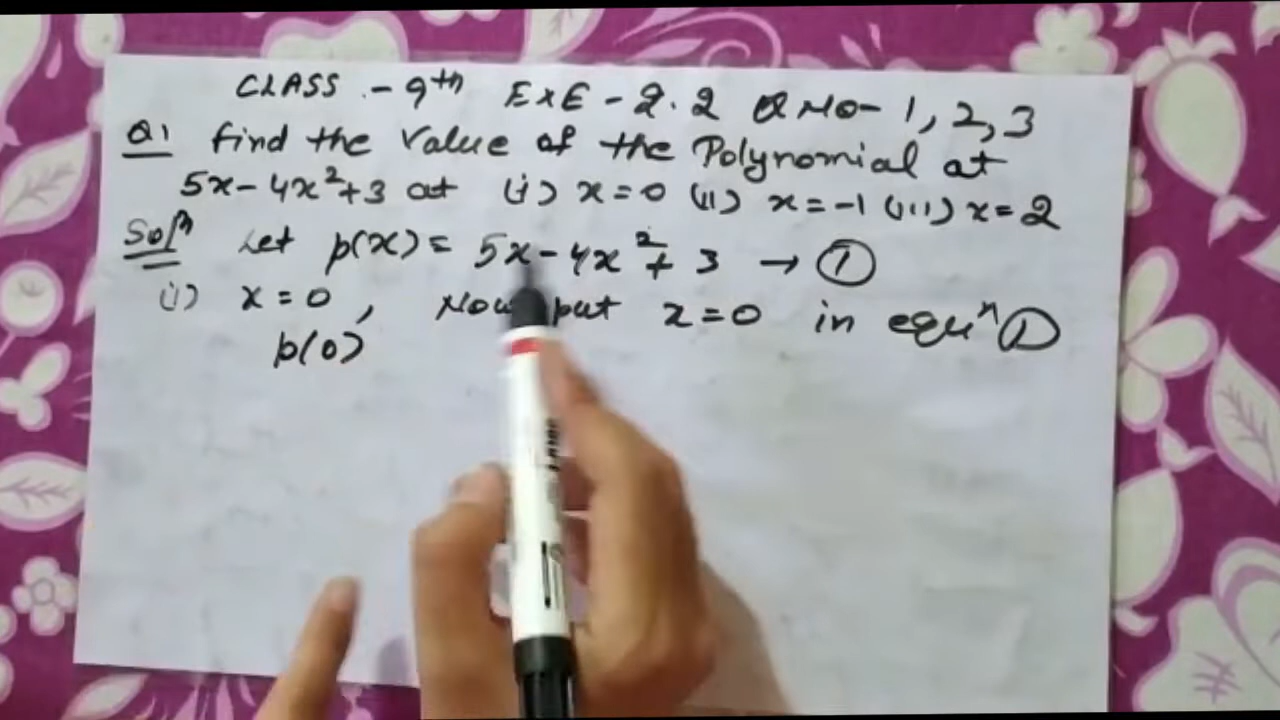 CLASS - 9th EXE - 2.2 Q NO - 1, 2, 3
Q1 find the value of the Polynomial at
5x - 4x² + 3 at (i) x = 0 (ii) x = -1 (iii) x = 2
Solⁿ Let p(x) = 5x - 4x² + 3 → ①
(i) x = 0, Now put x = 0 in equⁿ ①
p(0)